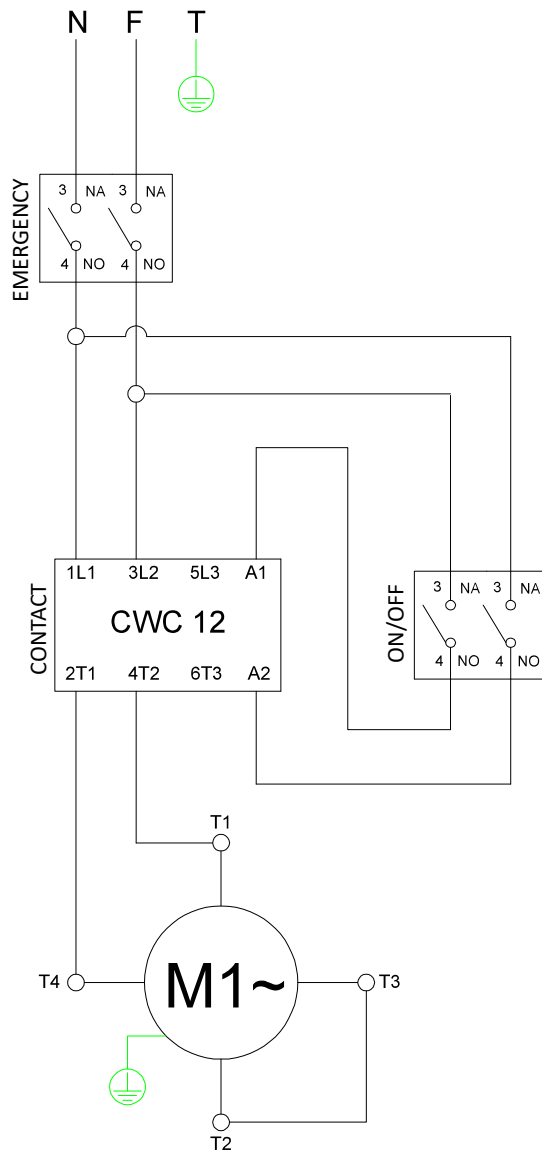 N F T
EMERGENCY
3 NA 3 NA
4 NO 4 NO
CONTACT
1L1 3L2 5L3 A1
CWC 12
2T1 4T2 6T3 A2
ON/OFF
3 NA 3 NA
4 NO 4 NO
T1
T4 M1~ T3
T2